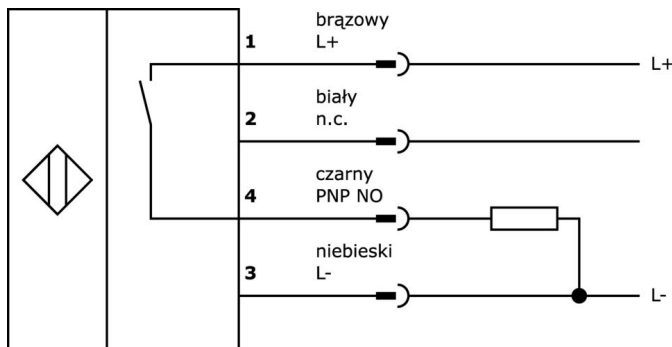 brązowy
1 L+ L+
biały
2 n.c.
czarny
4 PNP NO
niebieski
3 L- L-